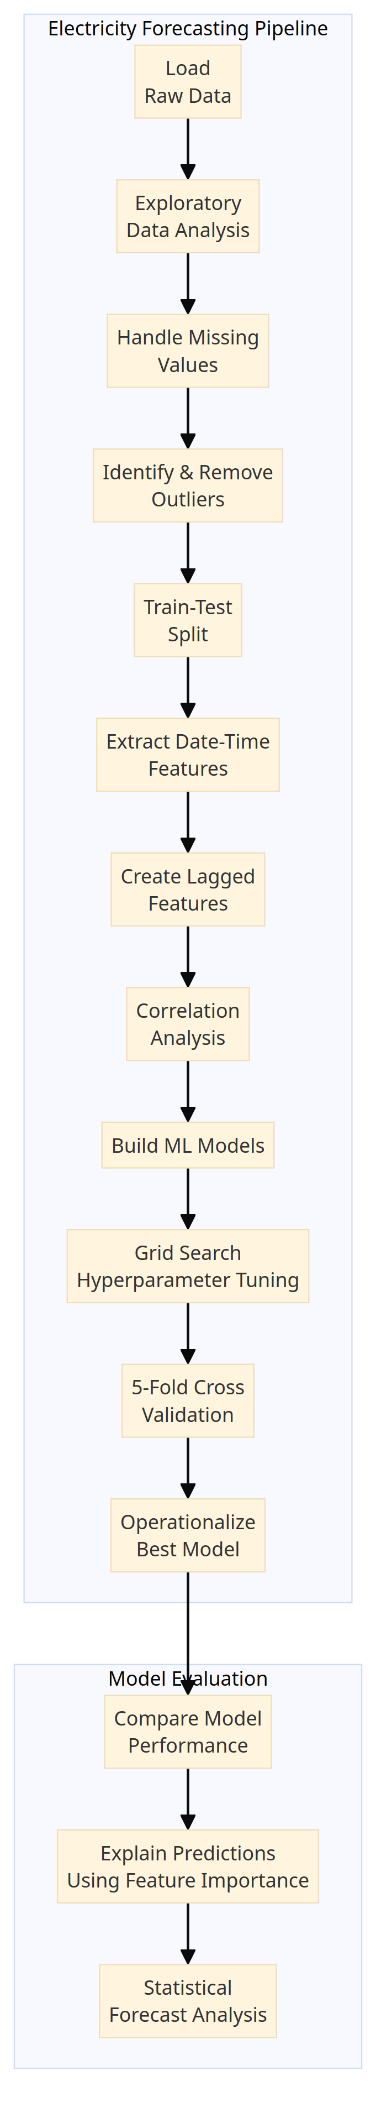 Electricity Forecasting Pipeline
Load
Raw Data
Exploratory
Data Analysis
Handle Missing
Values
Identify & Remove
Outliers
Train-Test
Split
Extract Date-Time
Features
Create Lagged
Features
Correlation
Analysis
Build ML Models
Grid Search
Hyperparameter Tuning
5-Fold Cross
Validation
Operationalize
Best Model
Model Evaluation
Compare Model
Performance
Explain Predictions
Using Feature Importance
Statistical
Forecast Analysis